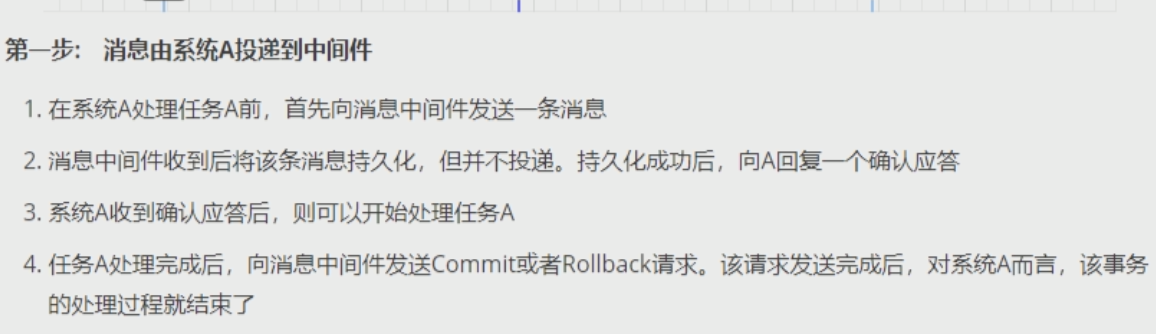 第一步： 消息由系统A投递到中间件
1. 在系统A处理任务A前，首先向消息中间件发送一条消息
2. 消息中间件收到后将该条消息持久化，但并不投递。持久化成功后，向A回复一个确认应答
3. 系统A收到确认应答后，则可以开始处理任务A
4. 任务A处理完成后，向消息中间件发送Commit或者Rollback请求。该请求发送完成后，对系统A而言，该事务
的处理过程就结束了